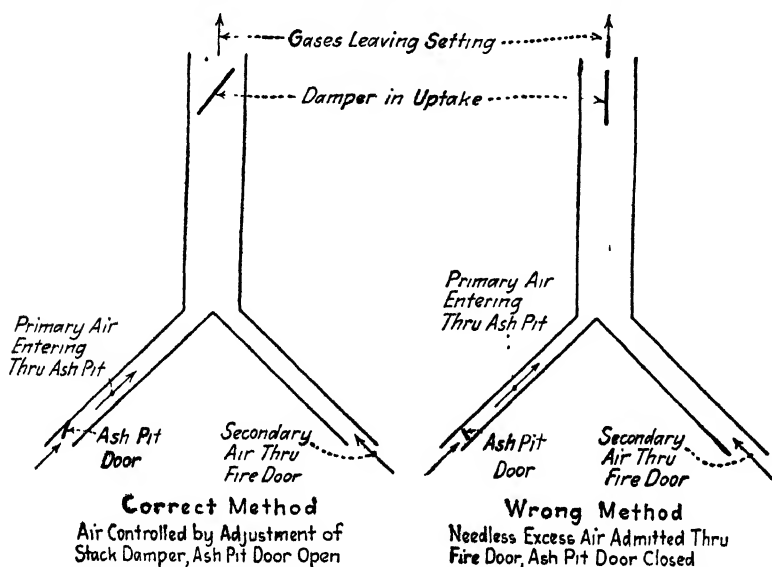 Gases Leaving Setting
Damper in Uptake
Primary Air
Entering
Thru Ash Pit
Ash Pit
Door
Secondary
Air Thru
Fire Door
Correct Method
Air Controlled by Adjustment of
Stack Damper, Ash Pit Door Open
Primary Air
Entering
Thru Ash Pit
Ash Pit
Door
Secondary
Air Thru
Fire Door
Wrong Method
Needless Excess Air Admitted Thru
Fire Door, Ash Pit Door Closed